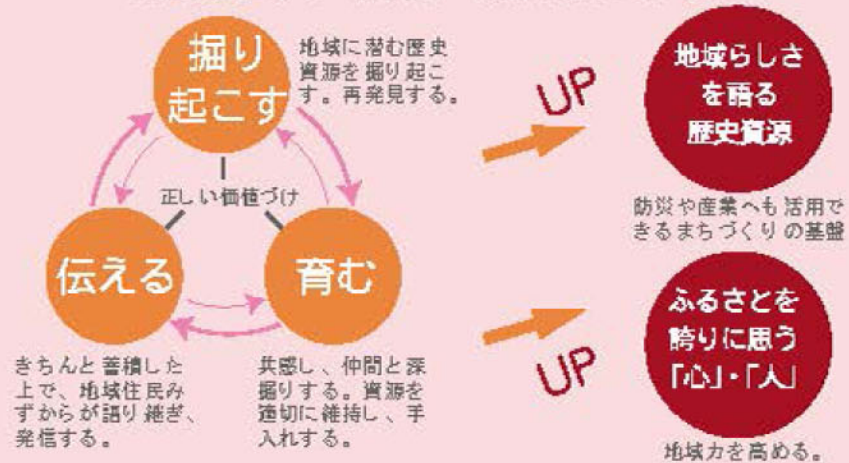 掘り
起こす
地域に潜む歴史
資源を掘り起こ
す。再発見する。
正しい価値づけ
伝える
きちんと蓄積した
上で、地域住民み
ずからが語り継ぎ、
発信する。
育む
共感し、仲間と深
掘りする。資源を
適切に維持し、手
入れする。
UP
地域らしさ
を語る
歴史資源
防災や産業へも活用で
きるまちづくりの基盤
UP
ふるさとを
誇りに思う
「心」・「人」
地域力を高める。